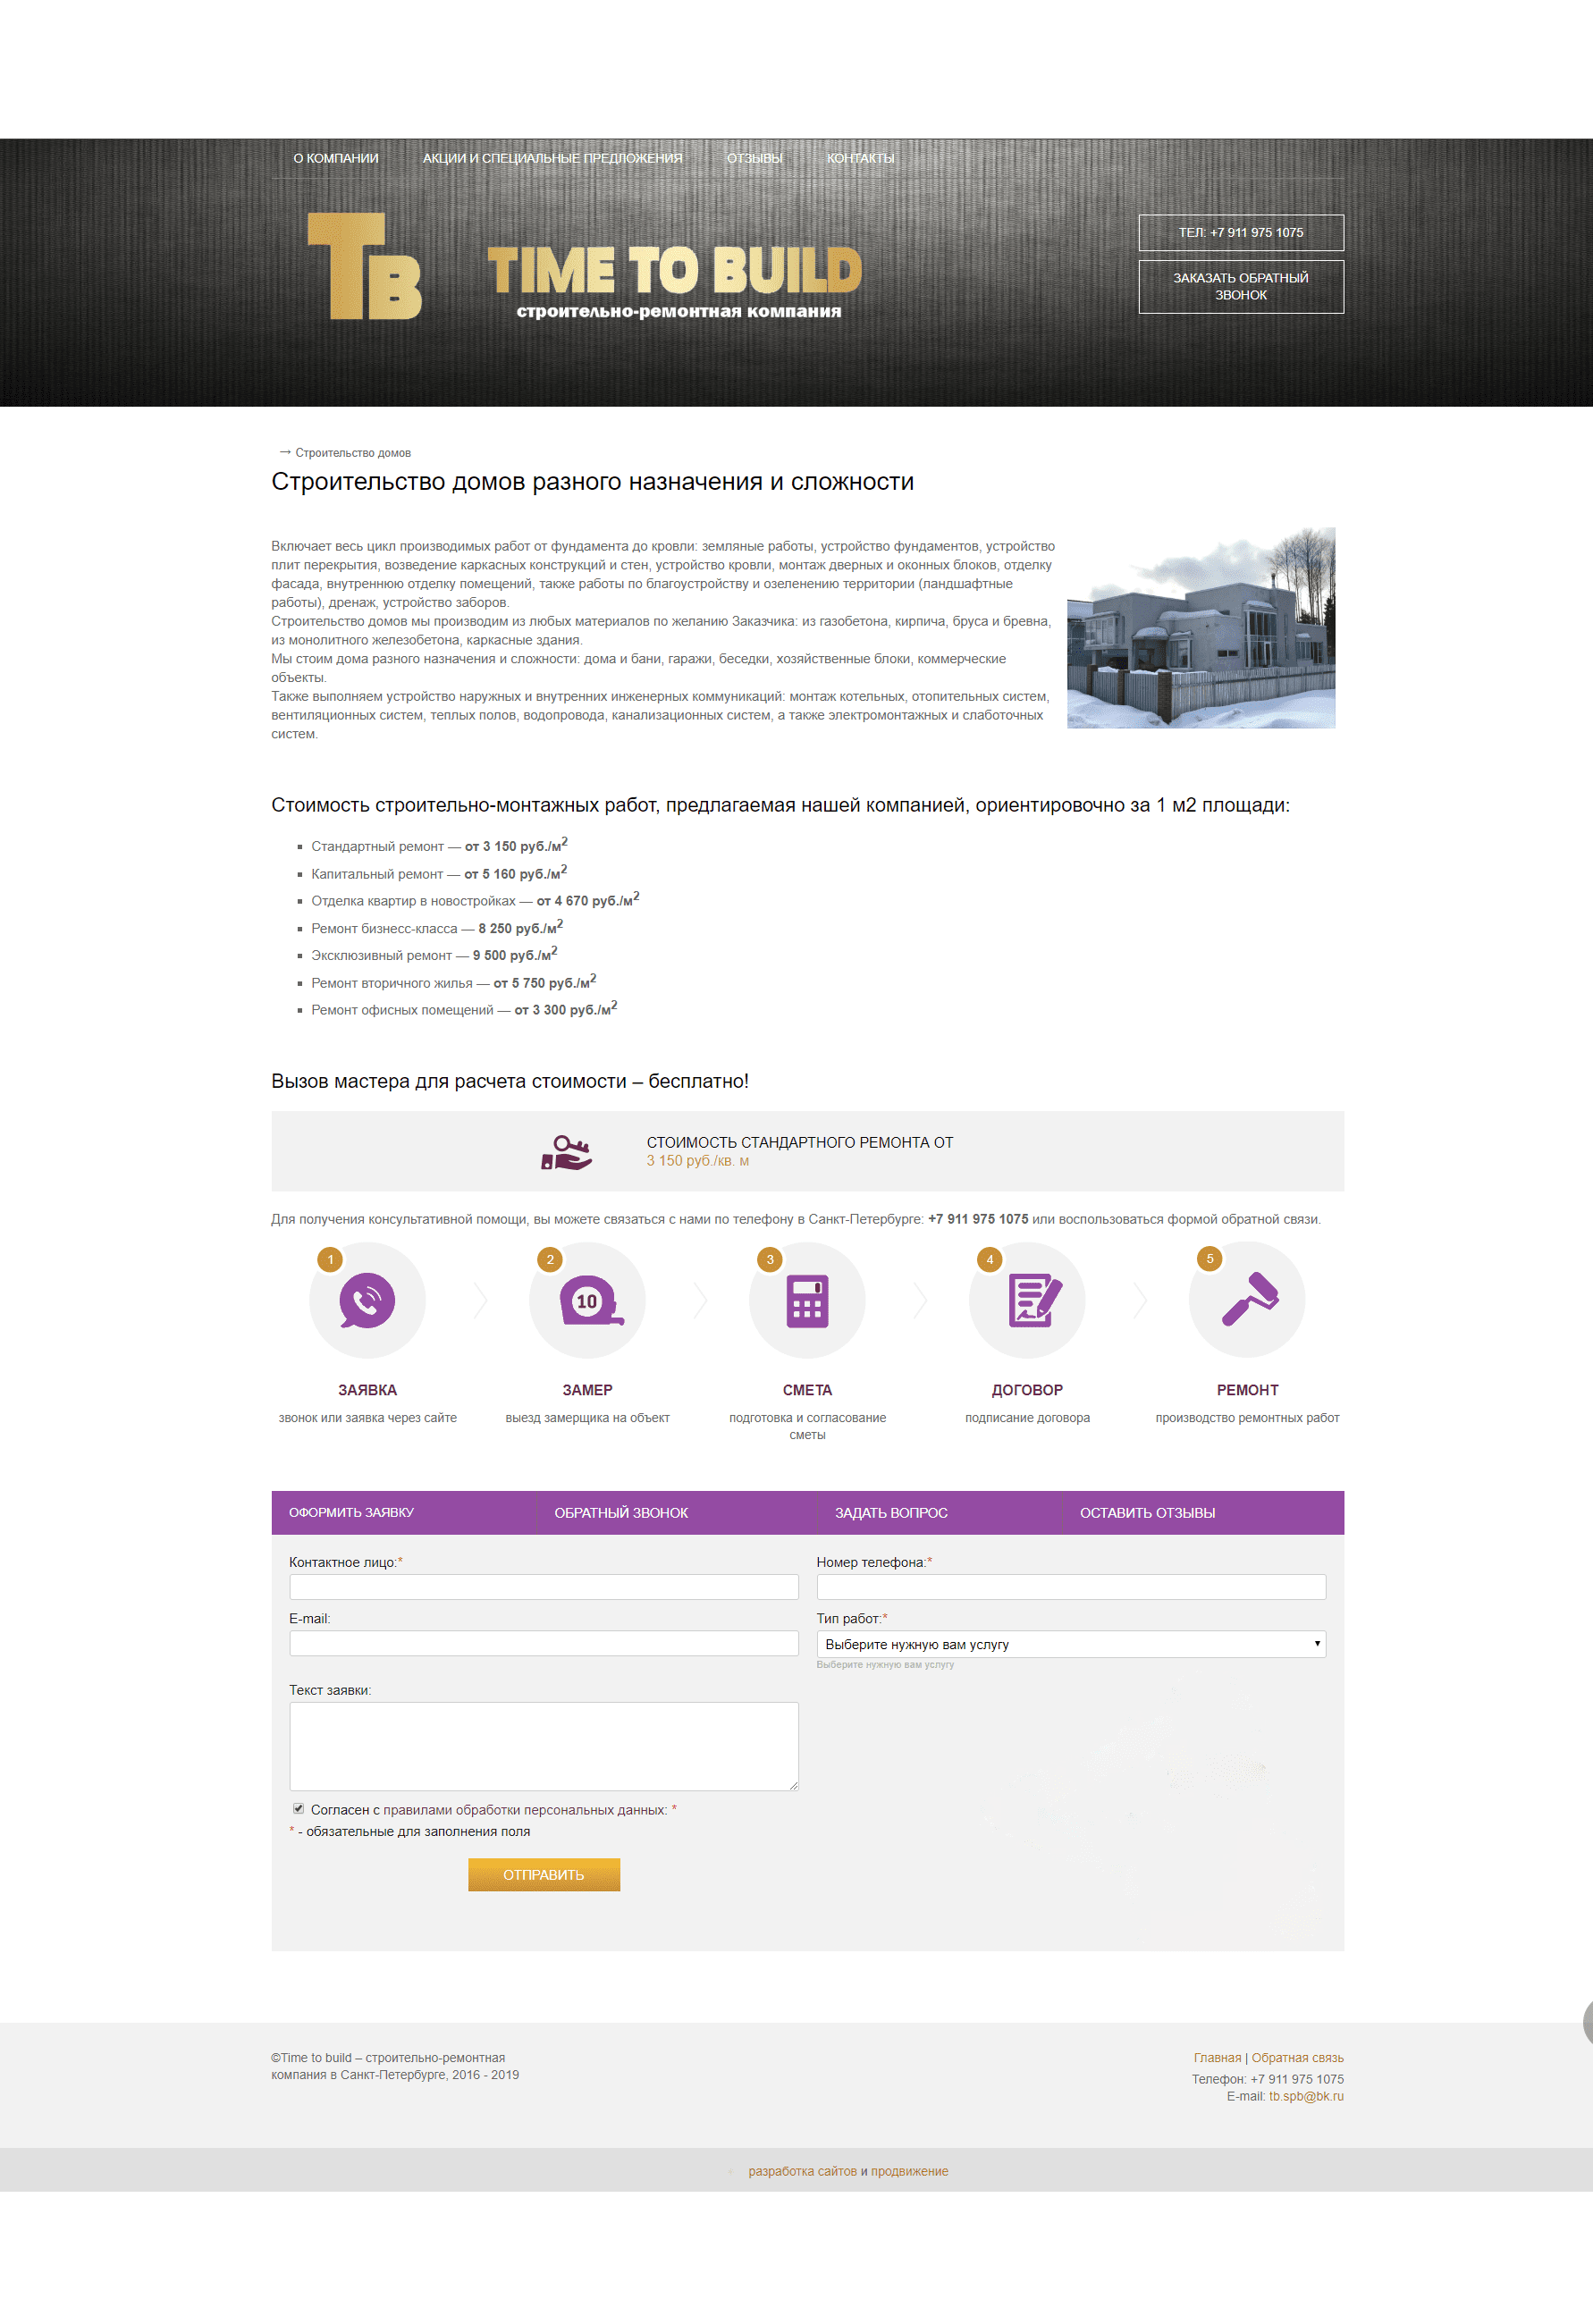 О КОМПАНИИ АКЦИИ И СПЕЦИАЛЬНЫЕ ПРЕДЛОЖЕНИЯ ОТЗЫВЫ КОНТАКТЫ
TB
TIME TO BUILD
строительно-ремонтная компания
ТЕЛ: +7 911 975 1075
ЗАКАЗАТЬ ОБРАТНЫЙ
ЗВОНОК
→ Строительство домов
Строительство домов разного назначения и сложности
Включает весь цикл производимых работ от фундамента до кровли: земляные работы, устройство фундаментов, устройство
плит перекрытия, возведение каркасных конструкций и стен, устройство кровли, монтаж дверных и оконных блоков, отделку
фасада, внутреннюю отделку помещений, также работы по благоустройству и озеленению территории (ландшафтные
работы), дренаж, устройство заборов.
Строительство домов мы производим из любых материалов по желанию Заказчика: из газобетона, кирпича, бруса и бревна,
из монолитного железобетона, каркасные здания.
Мы стоим дома разного назначения и сложности: дома и бани, гаражи, беседки, хозяйственные блоки, коммерческие
объекты.
Также выполняем устройство наружных и внутренних инженерных коммуникаций: монтаж котельных, отопительных систем,
вентиляционных систем, теплых полов, водопровода, канализационных систем, а также электромонтажных и слаботочных
систем.
Стоимость строительно-монтажных работ, предлагаемая нашей компанией, ориентировочно за 1 м2 площади:
Стандартный ремонт — от 3 150 руб./м²
Капитальный ремонт — от 5 160 руб./м²
Отделка квартир в новостройках — от 4 670 руб./м²
Ремонт бизнесс-класса — 8 250 руб./м²
Эксклюзивный ремонт — 9 500 руб./м²
Ремонт вторичного жилья — от 5 750 руб./м²
Ремонт офисных помещений — от 3 300 руб./м²
Вызов мастера для расчета стоимости – бесплатно!
СТОИМОСТЬ СТАНДАРТНОГО РЕМОНТА ОТ
3 150 руб./кв. м
Для получения консультативной помощи, вы можете связаться с нами по телефону в Санкт-Петербурге: +7 911 975 1075 или воспользоваться формой обратной связи.
1 2 3 4 5
10
ЗАЯВКА ЗАМЕР СМЕТА ДОГОВОР РЕМОНТ
звонок или заявка через сайте выезд замерщика на объект подготовка и согласование подписание договора производство ремонтных работ
сметы
ОФОРМИТЬ ЗАЯВКУ ОБРАТНЫЙ ЗВОНОК ЗАДАТЬ ВОПРОС ОСТАВИТЬ ОТЗЫВЫ
Контактное лицо:* Номер телефона:*
E-mail: Тип работ:*
Выберите нужную вам услугу
Выберите нужную вам услугу
Текст заявки:
Согласен с правилами обработки персональных данных: *
* - обязательные для заполнения поля
ОТПРАВИТЬ
©Time to build – строительно-ремонтная
компания в Санкт-Петербурге, 2016 - 2019
Главная | Обратная связь
Телефон: +7 911 975 1075
E-mail: tb.spb@bk.ru
разработка сайтов и продвижение